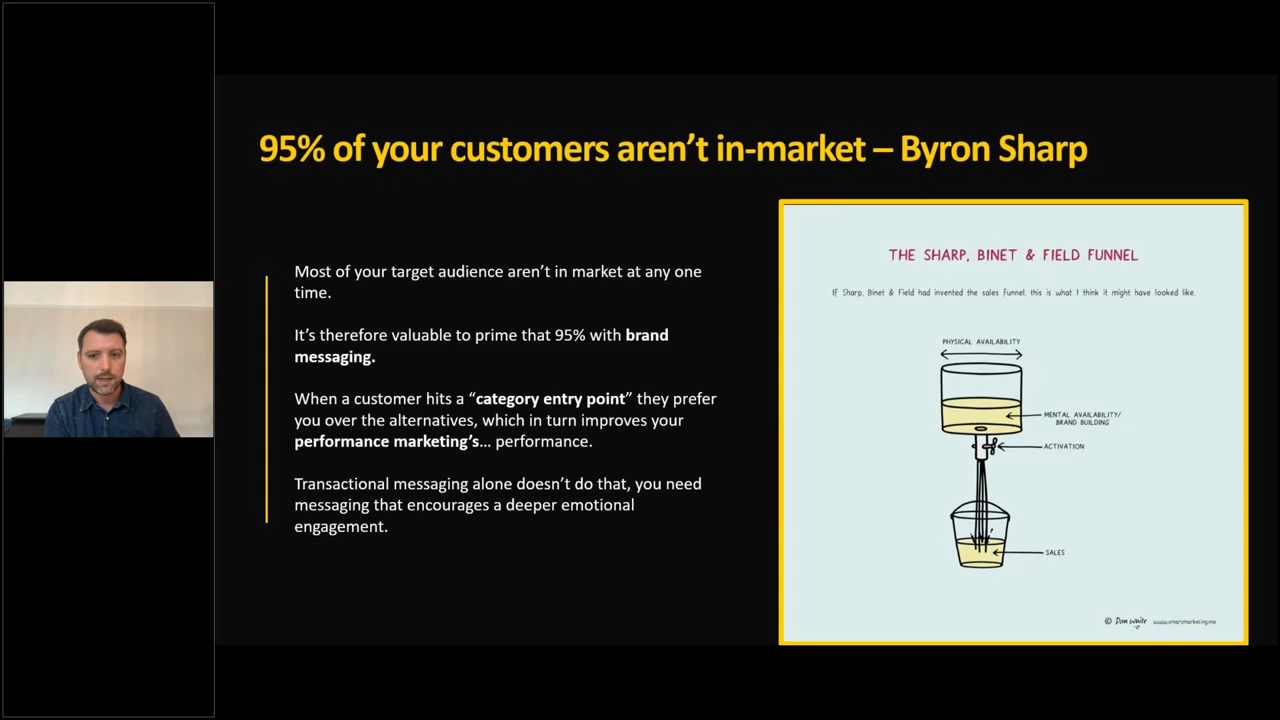 95% of your customers aren’t in-market – Byron Sharp
Most of your target audience aren’t in market at any one
time.
It’s therefore valuable to prime that 95% with brand
messaging.
When a customer hits a “category entry point” they prefer
you over the alternatives, which in turn improves your
performance marketing’s… performance.
Transactional messaging alone doesn’t do that, you need
messaging that encourages a deeper emotional
engagement.
THE SHARP, BINET & FIELD FUNNEL
If Sharp, Binet & Field had invented the sales funnel, this is what I think it might have looked like.
PHYSICAL AVAILABILITY
MENTAL AVAILABILITY/
BRAND BUILDING
ACTIVATION
SALES
© Dan White www.smartmarketing.me